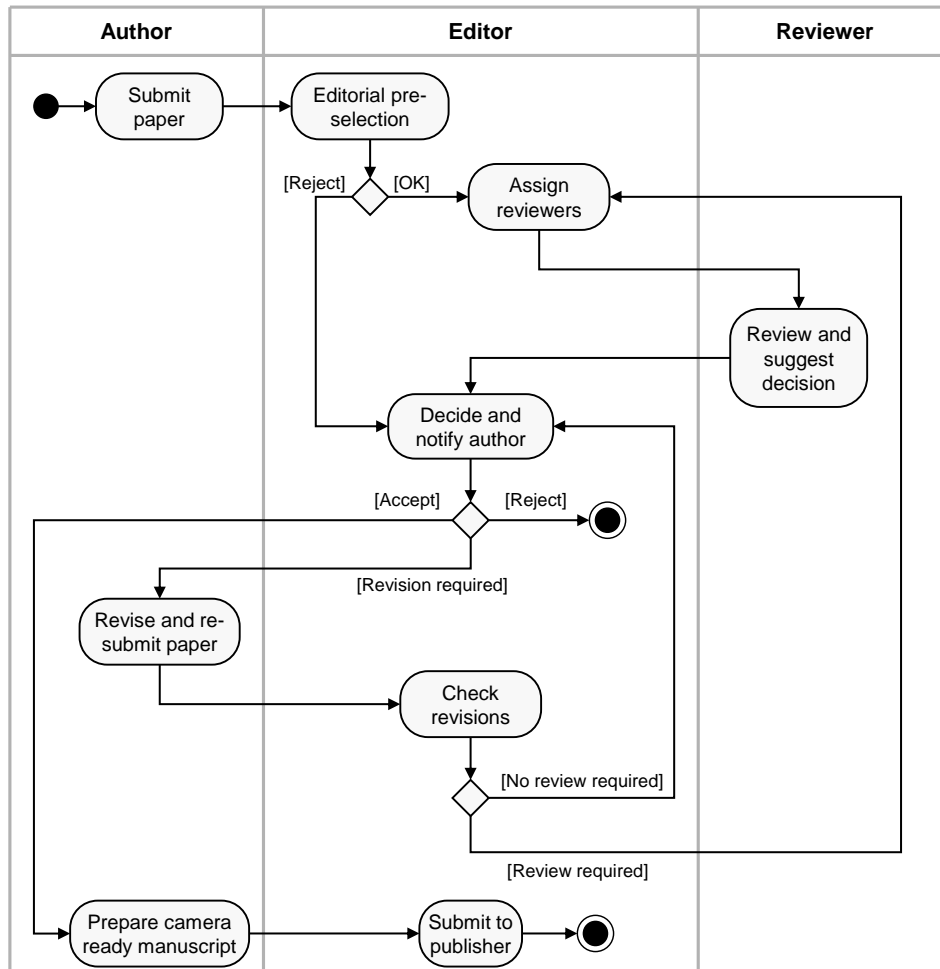 Author
Editor
Reviewer
Submit
paper
Editorial pre-
selection
[Reject]
[OK]
Assign
reviewers
Review and
suggest
decision
Decide and
notify author
[Accept]
[Reject]
[Revision required]
Revise and re-
submit paper
Check
revisions
[No review required]
[Review required]
Prepare camera
ready manuscript
Submit to
publisher